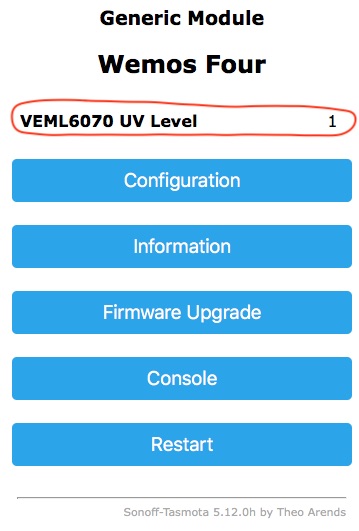 Generic Module
Wemos Four
VEML6070 UV Level 1
Configuration
Information
Firmware Upgrade
Console
Restart
Sonoff-Tasmota 5.12.0h by Theo Arends